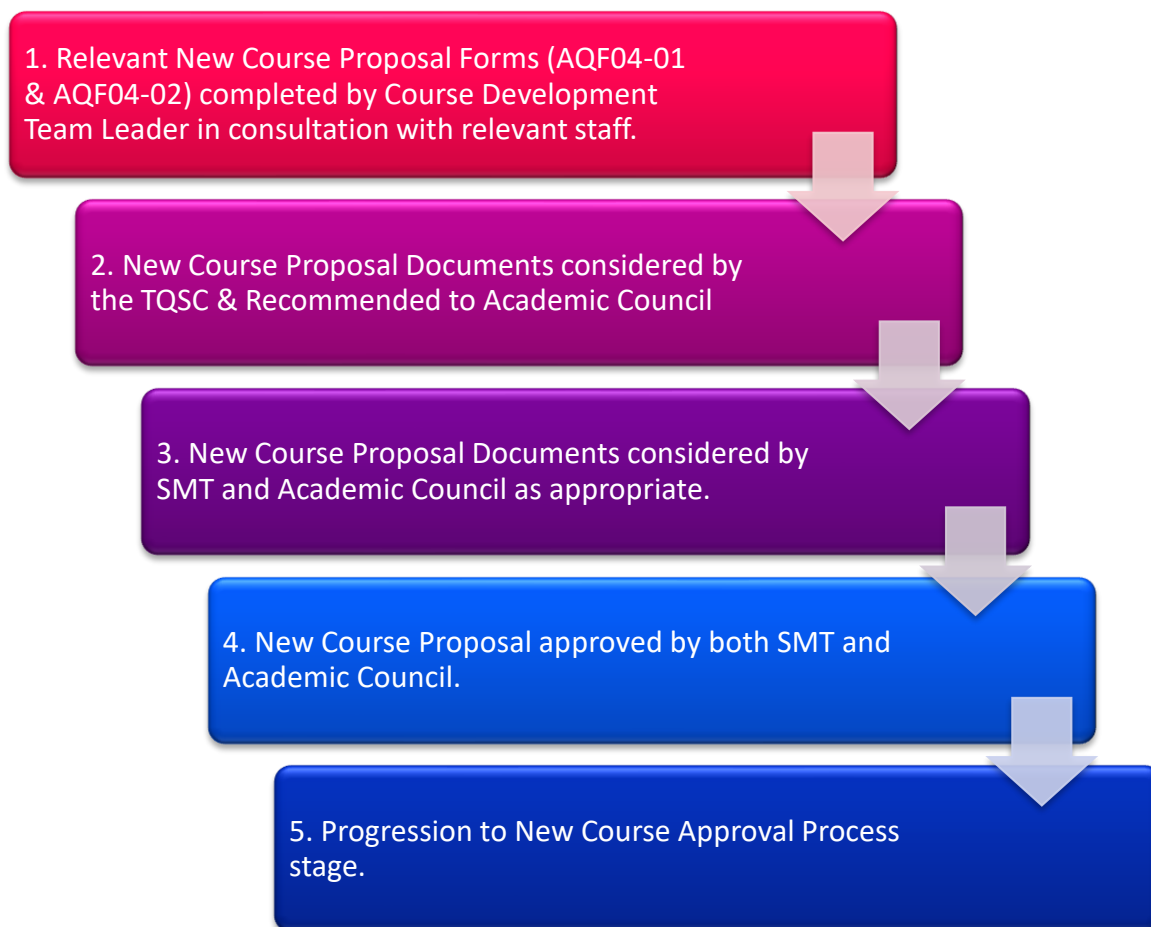 1. Relevant New Course Proposal Forms (AQF04-01
& AQF04-02) completed by Course Development
Team Leader in consultation with relevant staff.
2. New Course Proposal Documents considered by
the TQSC & Recommended to Academic Council
3. New Course Proposal Documents considered by
SMT and Academic Council as appropriate.
4. New Course Proposal approved by both SMT and
Academic Council.
5. Progression to New Course Approval Process
stage.